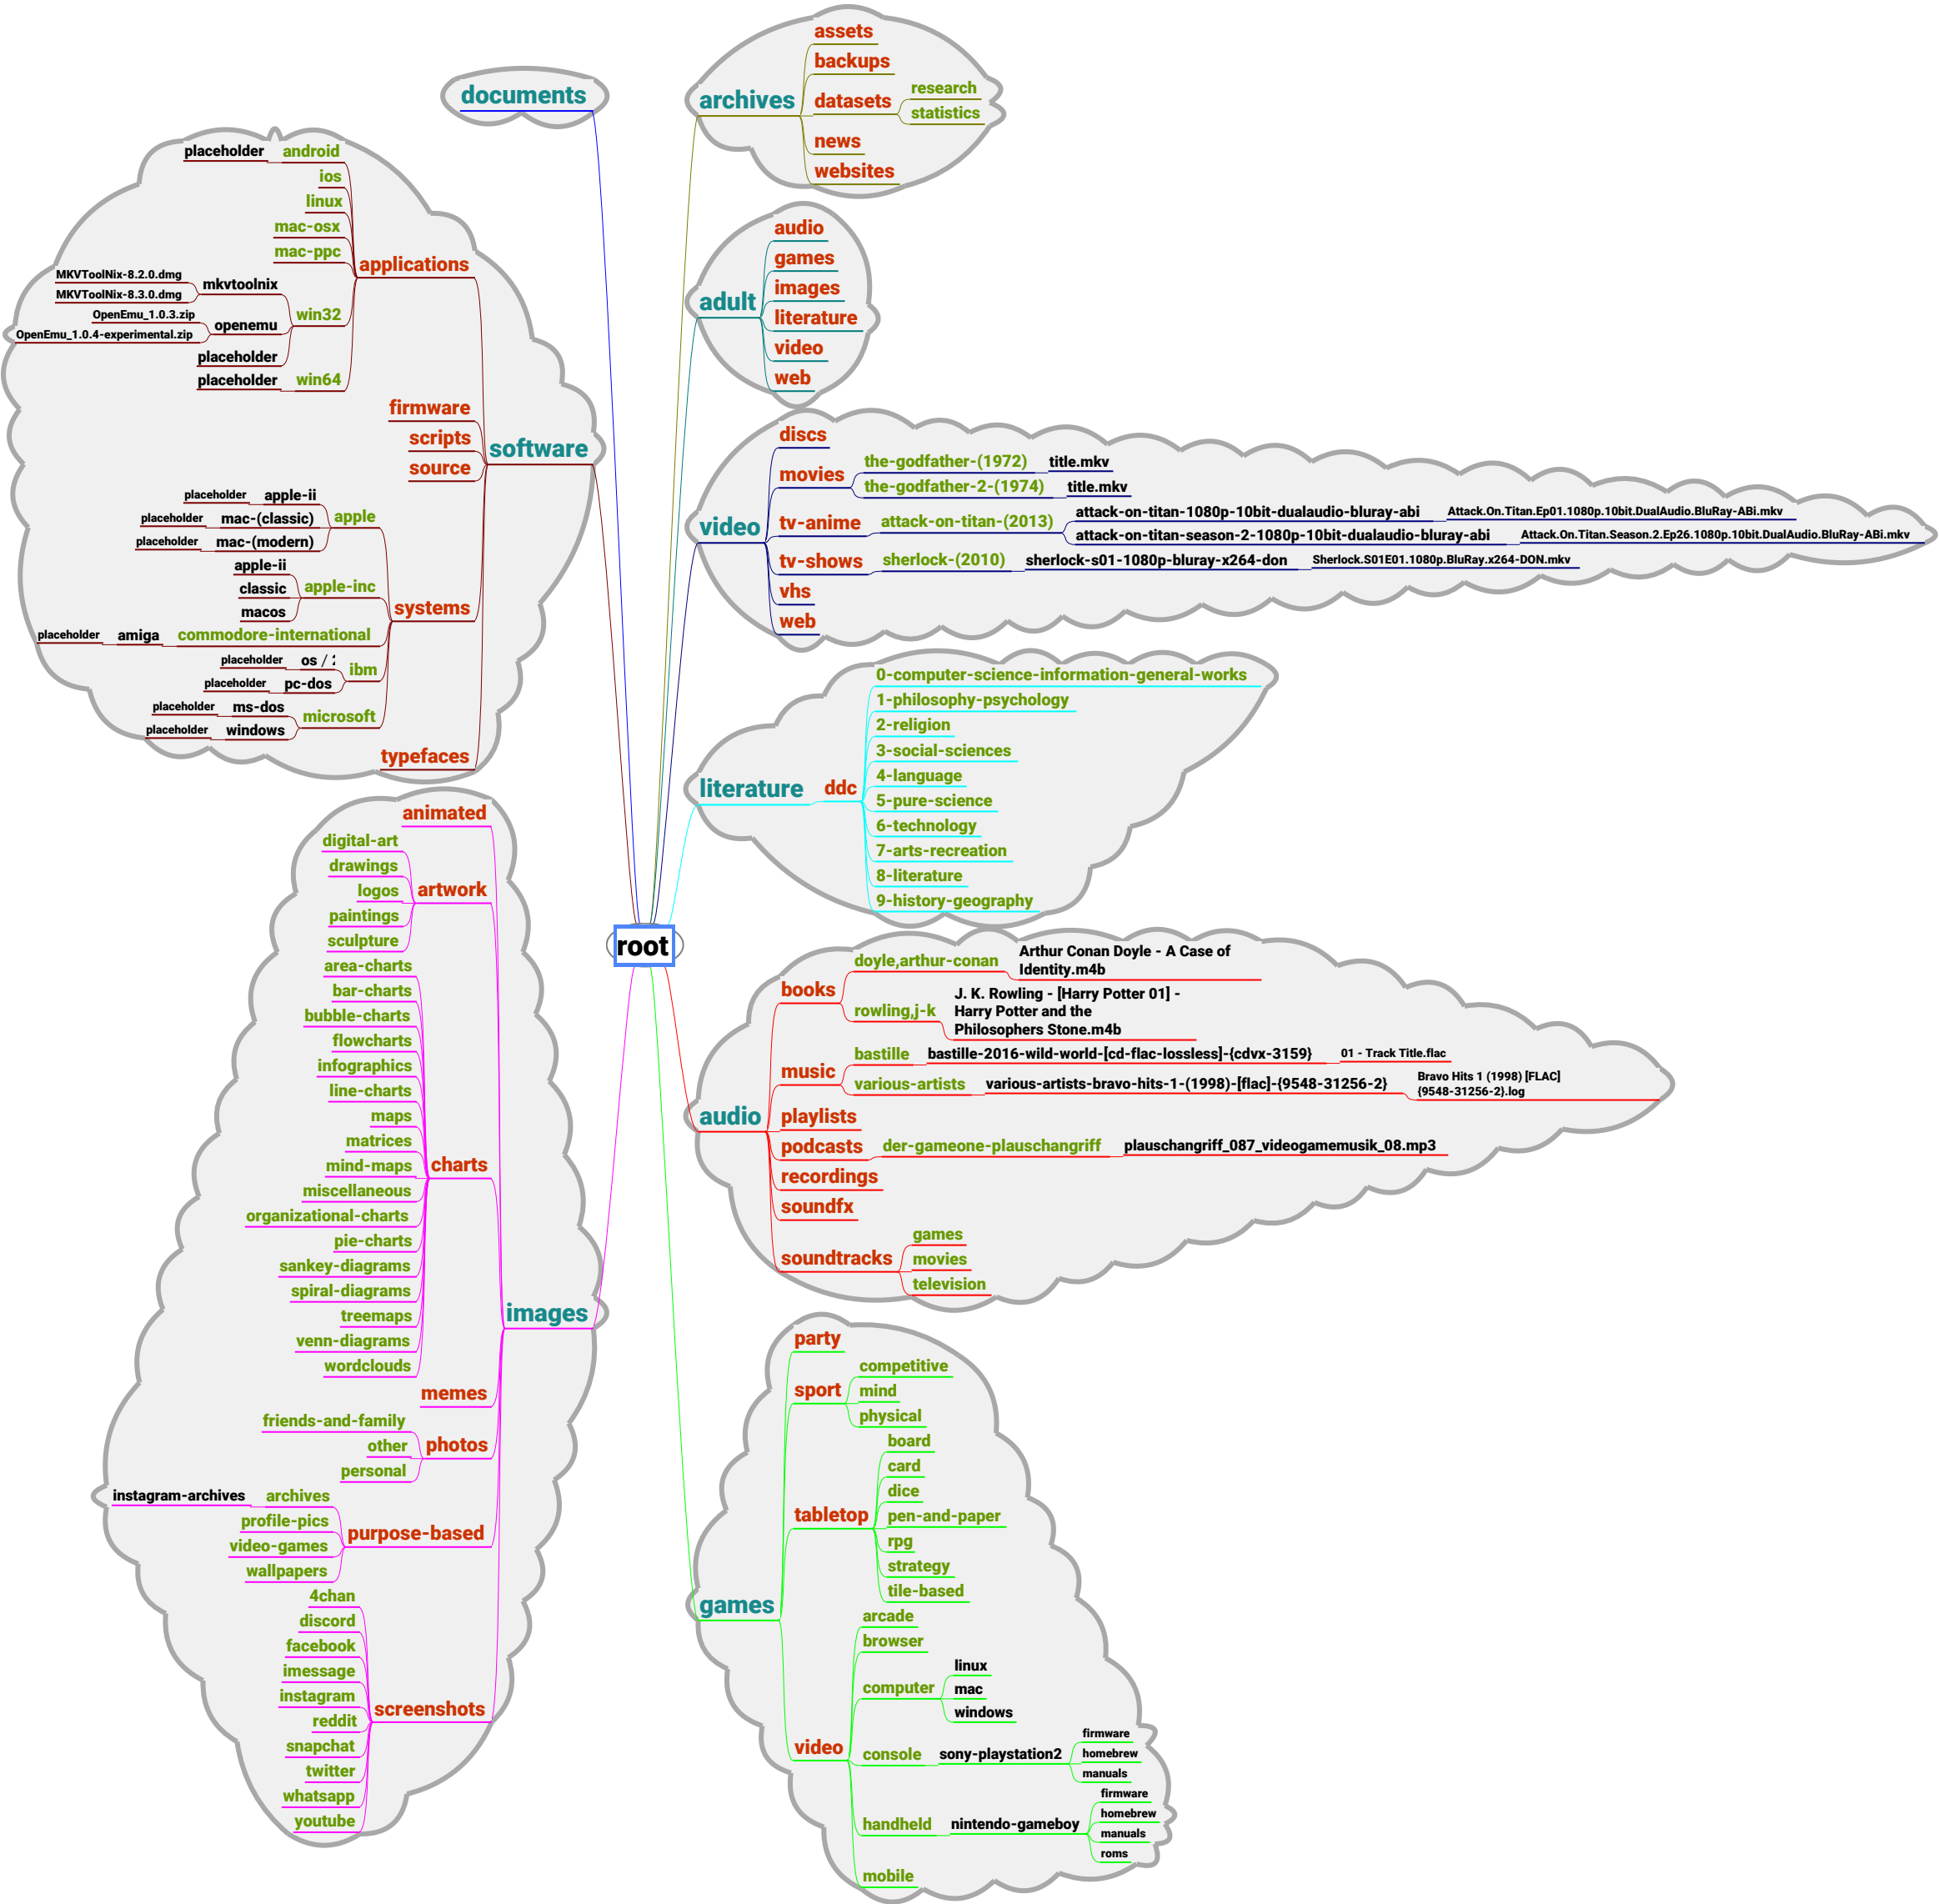 root
documents
software
applications
android
placeholder
ios
linux
mac-osx
mac-ppc
win32
mkvtoolnix
MKVToolNix-8.2.0.dmg
MKVToolNix-8.3.0.dmg
openemu
OpenEmu_1.0.3.zip
OpenEmu_1.0.4-experimental.zip
placeholder
win64
placeholder
firmware
scripts
source
systems
apple
apple-ii
placeholder
mac-(classic)
placeholder
mac-(modern)
placeholder
apple-inc
apple-ii
classic
macos
commodore-international
amiga
placeholder
ibm
os /
placeholder
pc-dos
placeholder
microsoft
ms-dos
placeholder
windows
placeholder
typefaces
images
animated
artwork
digital-art
drawings
logos
paintings
sculpture
charts
area-charts
bar-charts
bubble-charts
flowcharts
infographics
line-charts
maps
matrices
mind-maps
miscellaneous
organizational-charts
pie-charts
sankey-diagrams
spiral-diagrams
treemaps
venn-diagrams
wordclouds
memes
photos
friends-and-family
other
personal
purpose-based
archives
instagram-archives
profile-pics
video-games
wallpapers
screenshots
4chan
discord
facebook
imessage
instagram
reddit
snapchat
twitter
whatsapp
youtube
archives
assets
backups
datasets
research
statistics
news
websites
adult
audio
games
images
literature
video
web
video
discs
movies
the-godfather-(1972)
title.mkv
the-godfather-2-(1974)
title.mkv
tv-anime
attack-on-titan-(2013)
attack-on-titan-1080p-10bit-dualaudio-bluray-abi
Attack.On.Titan.Ep01.1080p.10bit.DualAudio.BluRay-ABi.mkv
attack-on-titan-season-2-1080p-10bit-dualaudio-bluray-abi
Attack.On.Titan.Season.2.Ep26.1080p.10bit.DualAudio.BluRay-ABi.mkv
tv-shows
sherlock-(2010)
sherlock-s01-1080p-bluray-x264-don
Sherlock.S01E01.1080p.BluRay.x264-DON.mkv
vhs
web
literature
ddc
0-computer-science-information-general-works
1-philosophy-psychology
2-religion
3-social-sciences
4-language
5-pure-science
6-technology
7-arts-recreation
8-literature
9-history-geography
audio
books
doyle,arthur-conan
Arthur Conan Doyle - A Case of
Identity.m4b
rowling,j-k
J. K. Rowling - [Harry Potter 01] -
Harry Potter and the
Philosophers Stone.m4b
music
bastille
bastille-2016-wild-world-[cd-flac-lossless]-{cdvx-3159}
01 - Track Title.flac
various-artists
various-artists-bravo-hits-1-(1998)-[flac]-{9548-31256-2}
Bravo Hits 1 (1998) [FLAC]
{9548-31256-2}.log
playlists
podcasts
der-gameone-plauschangriff
plauschangriff_087_videogamemusik_08.mp3
recordings
soundfx
soundtracks
games
movies
television
games
party
sport
competitive
mind
physical
tabletop
board
card
dice
pen-and-paper
rpg
strategy
tile-based
video
arcade
browser
computer
linux
mac
windows
console
sony-playstation2
firmware
homebrew
manuals
handheld
nintendo-gameboy
firmware
homebrew
manuals
roms
mobile